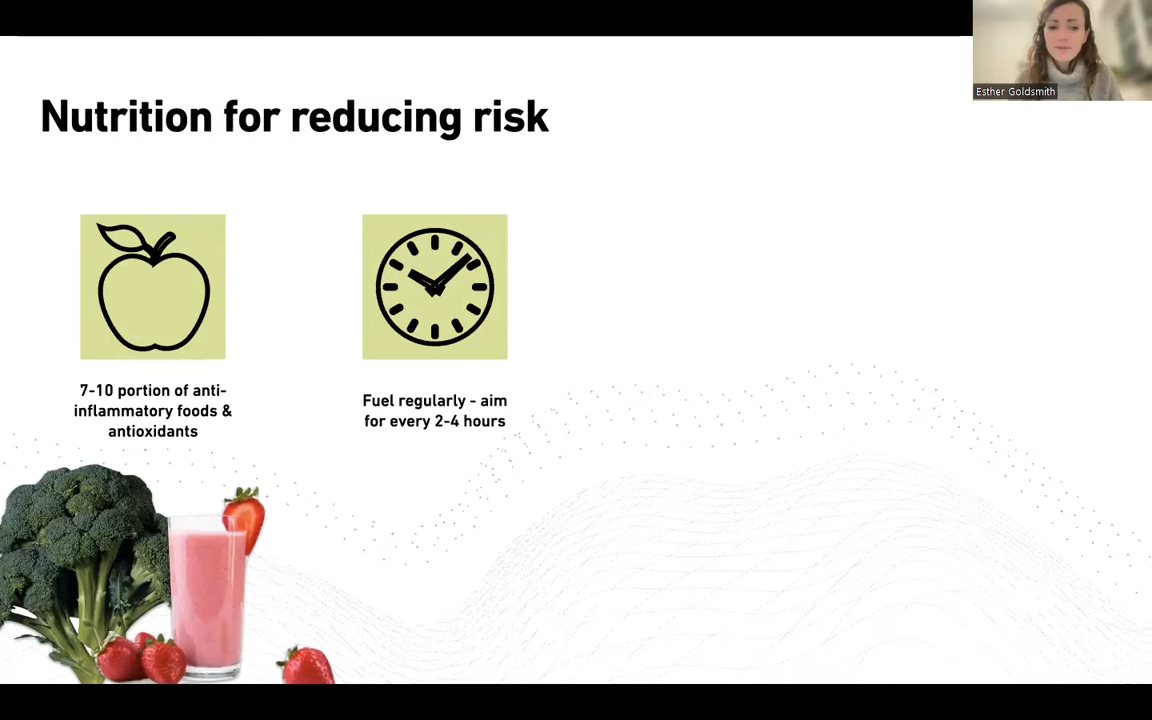 Esther Goldsmith
Nutrition for reducing risk
7-10 portion of anti-
inflammatory foods &
antioxidants
Fuel regularly - aim
for every 2-4 hours